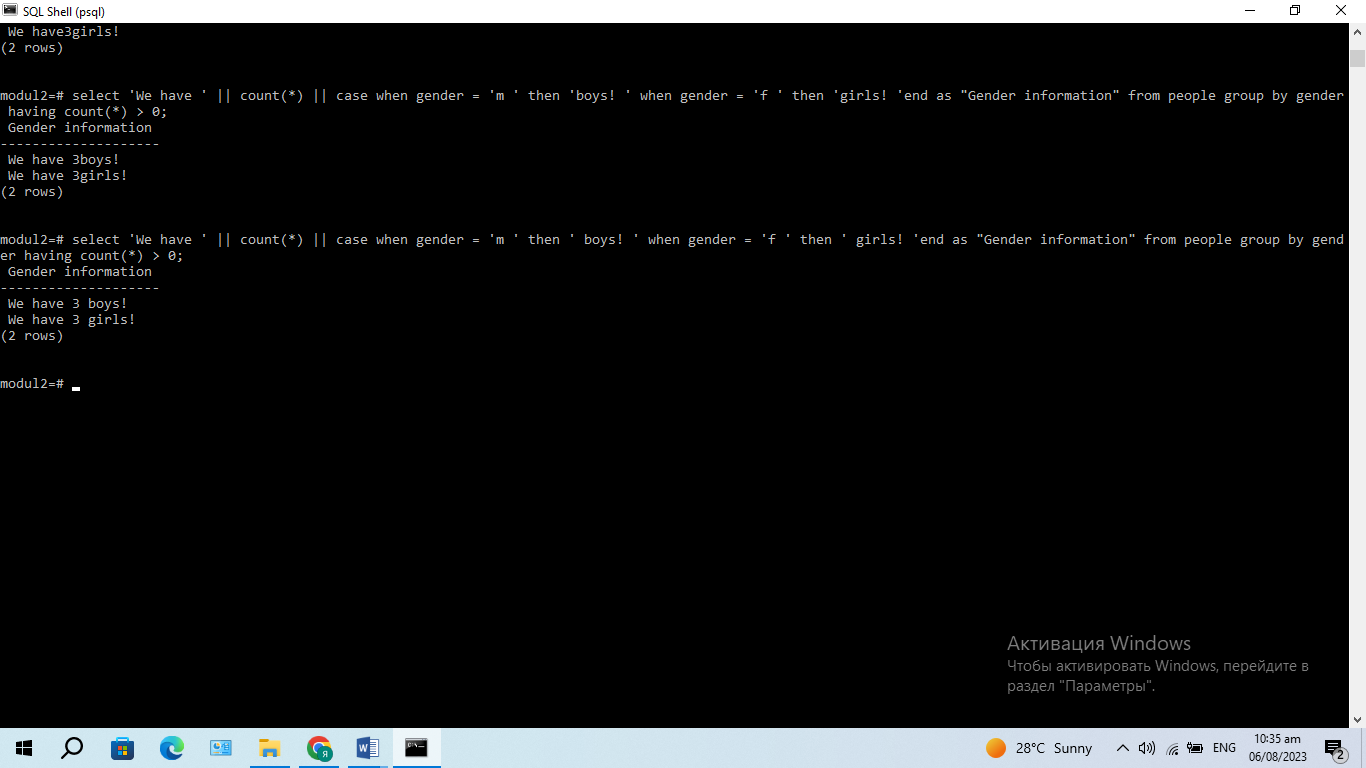 SQL Shell (psql)
We have3girls!
(2 rows)
modul2=# select 'We have ' || count(*) || case when gender = 'm ' then 'boys! ' when gender = 'f ' then 'girls! 'end as "Gender information" from people group by gender
having count(*) > 0;
Gender information
--------------------
We have 3boys!
We have 3girls!
(2 rows)
modul2=# select 'We have ' || count(*) || case when gender = 'm ' then ' boys! ' when gender = 'f ' then ' girls! 'end as "Gender information" from people group by gend
er having count(*) > 0;
Gender information
--------------------
We have 3 boys!
We have 3 girls!
(2 rows)
modul2=#
Активация Windows
Чтобы активировать Windows, перейдите в
раздел "Параметры".
28°C Sunny
ENG
10:35 am
06/08/2023
2